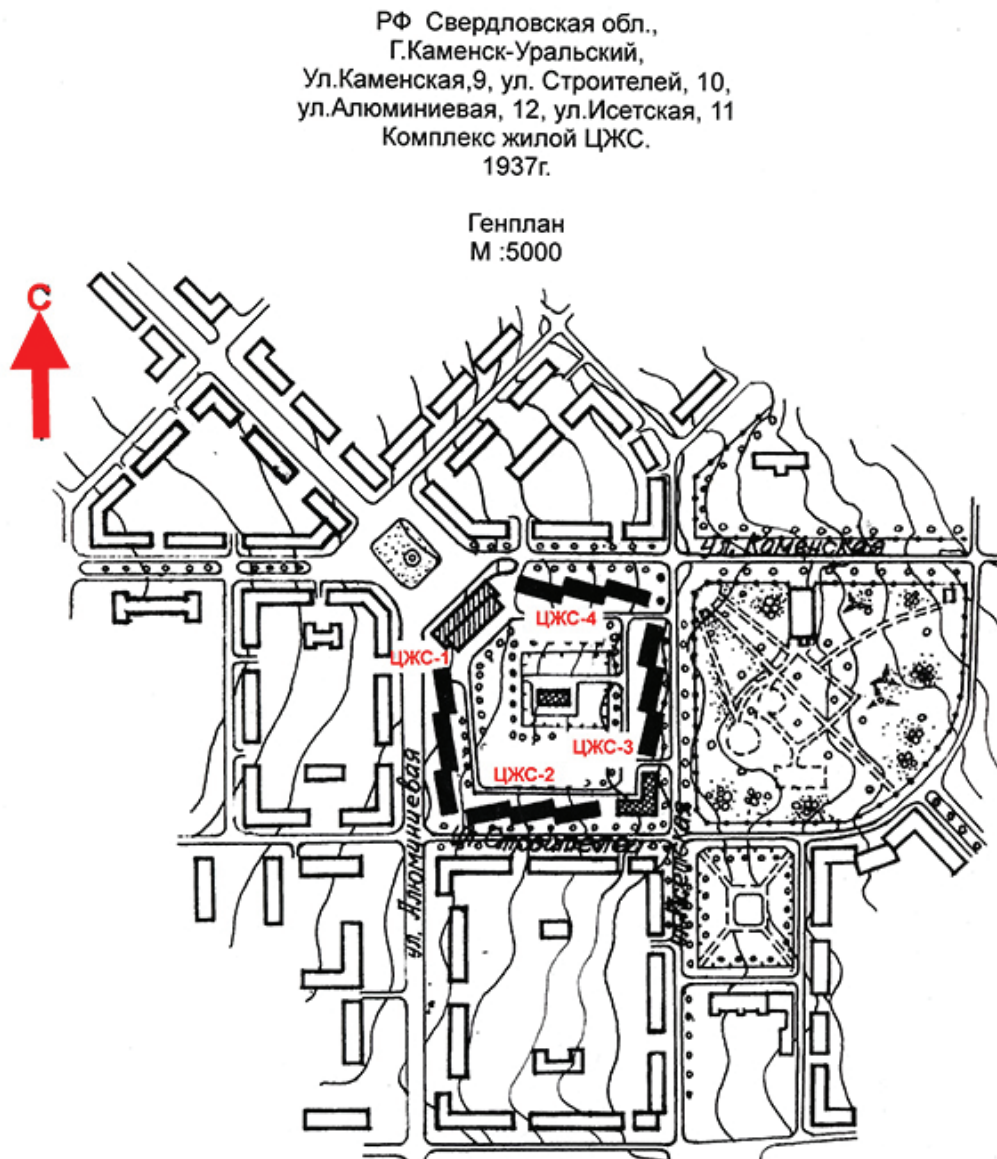 РФ Свердловская обл.,
Г.Каменск-Уральский,
Ул.Каменская,9, ул. Строителей, 10,
ул.Алюминиевая, 12, ул.Исетская, 11
Комплекс жилой ЦЖС.
1937г.
Генплан
М :5000
С
ул. Каменская
ЦЖС-4
ЦЖС-1
ЦЖС-3
ЦЖС-2
ул. Строителей
ул. Алюминиевая
ул. Исетская